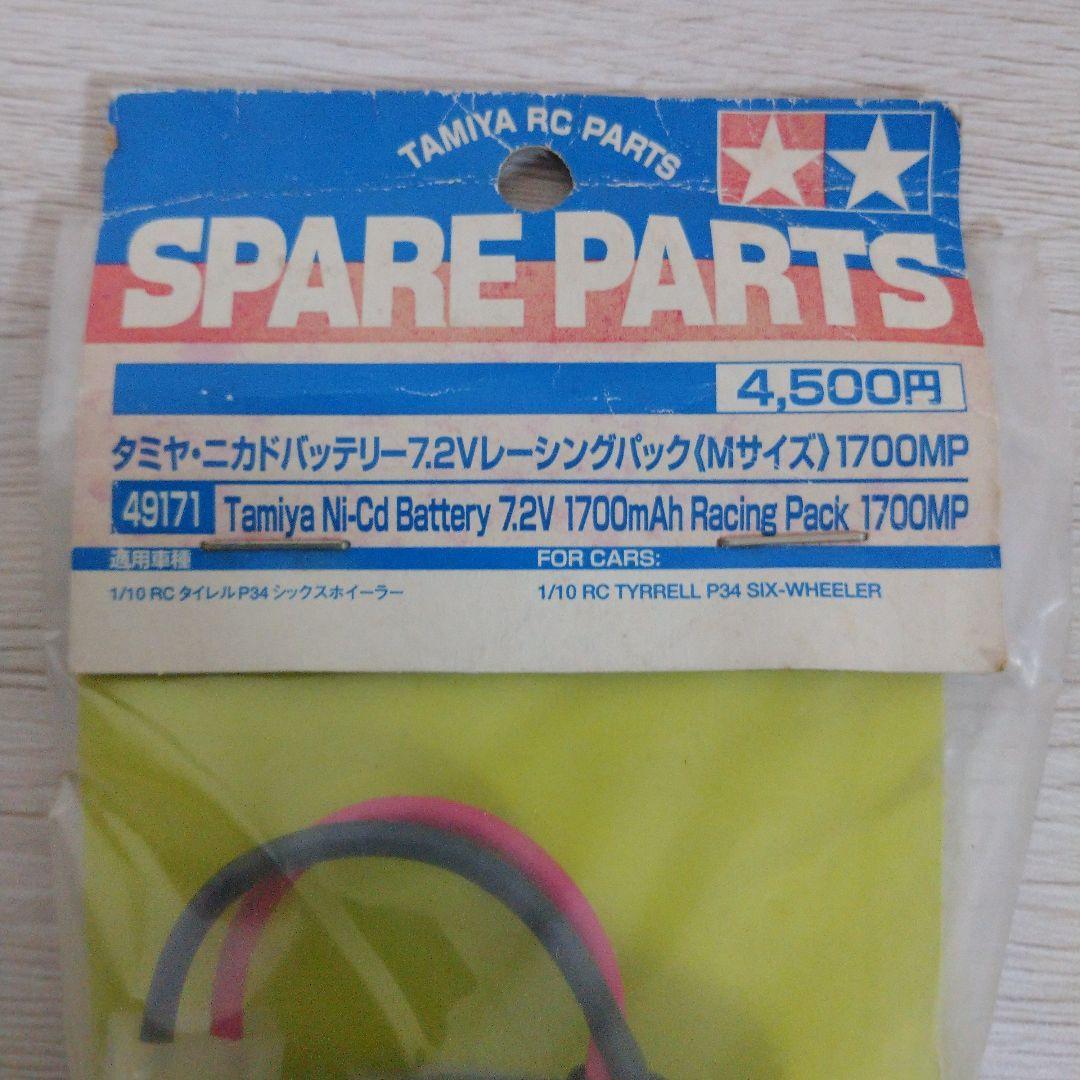 TAMIYA RC PARTS
SPARE PARTS
4,500円
タミヤ・ニカドバッテリー7.2Vレーシングパック《Mサイズ》1700MP
49171 Tamiya Ni-Cd Battery 7.2V 1700mAh Racing Pack 1700MP
適用車種 FOR CARS:
1/10 RC タイレルP34 シックスホイーラー 1/10 RC TYRRELL P34 SIX-WHEELER